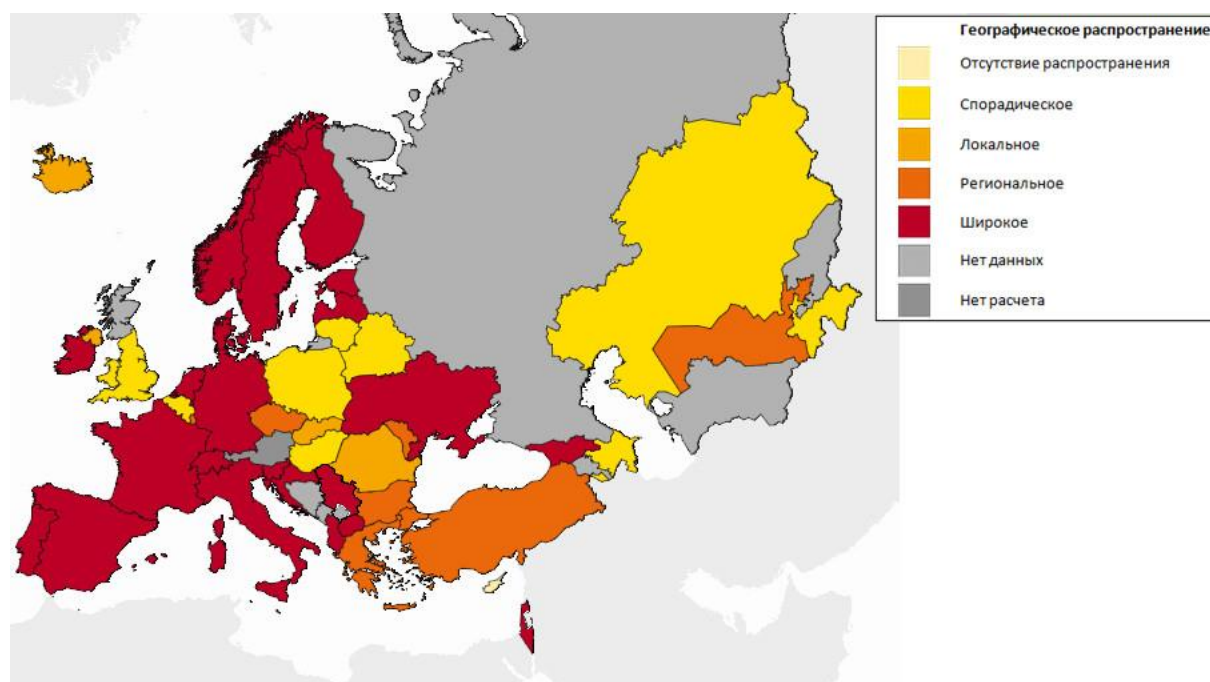 Географическое распространение
Отсутствие распространения
Спорадическое
Локальное
Региональное
Широкое
Нет данных
Нет расчета